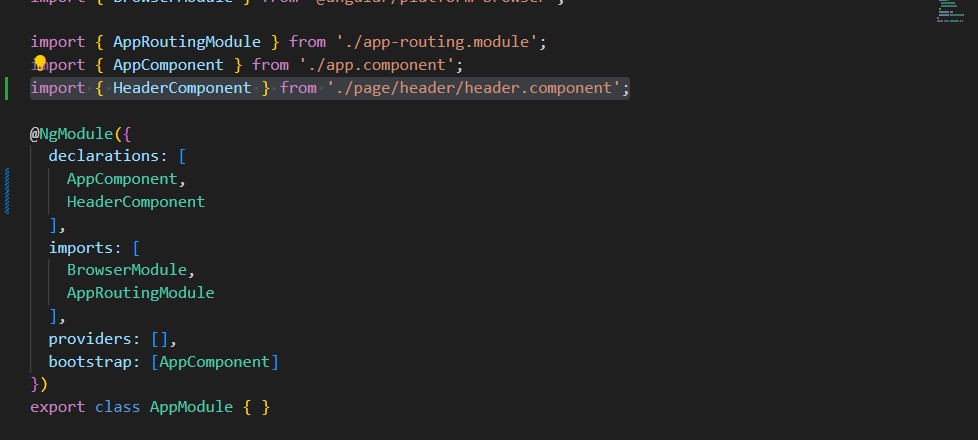 import { BrowserModule } from '@angular/platform-browser';
import { AppRoutingModule } from './app-routing.module';
import { AppComponent } from './app.component';
import { HeaderComponent } from './page/header/header.component';
@NgModule({
declarations: [
AppComponent,
HeaderComponent
],
imports: [
BrowserModule,
AppRoutingModule
],
providers: [],
bootstrap: [AppComponent]
})
export class AppModule { }